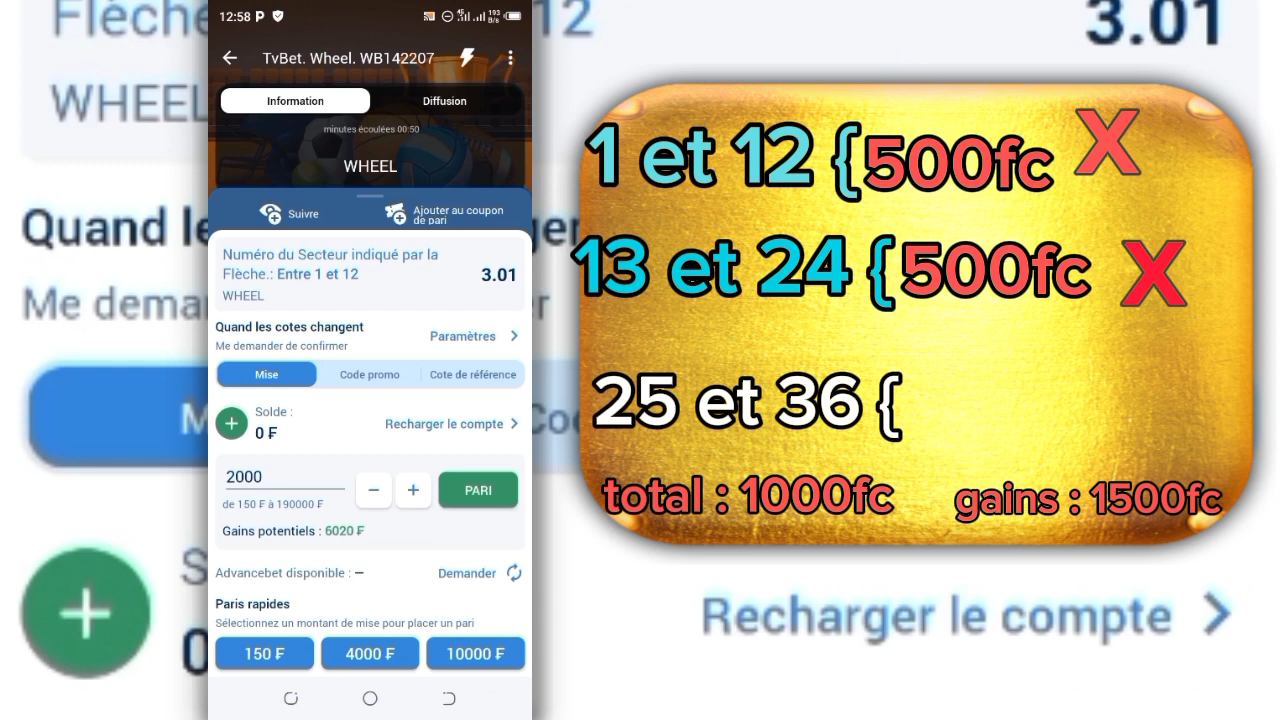 Flèche
12
3.01
WHEEL
Quand le
ger
Me dema
er
M
Co
S
0
Recharger le compte
12:58 P
193
B/s
TvBet. Wheel. WB142207
Information
Diffusion
minutes écoulées 00:50
WHEEL
Suivre
Ajouter au coupon
de pari
Numéro du Secteur indiqué par la
Flèche.: Entre 1 et 12
3.01
WHEEL
Quand les cotes changent
Me demander de confirmer
Paramètres
Mise
Code promo
Cote de référence
Solde :
0 ₣
Recharger le compte
2000
− +
PARI
de 150 ₣ à 190000 ₣
Gains potentiels : 6020 ₣
Advancebet disponible : –
Demander
Paris rapides
Sélectionnez un montant de mise pour placer un pari
150 ₣
4000 ₣
10000 ₣
1 et 12 {500fc X
13 et 24 {500fc X
25 et 36 {
total : 1000fc
gains : 1500fc